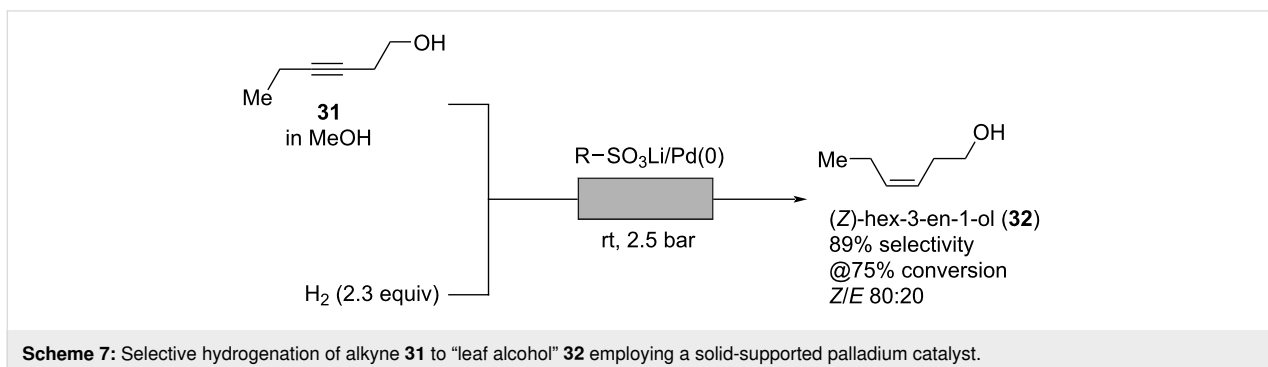 OH
Me
31
in MeOH
R–SO₃Li/Pd(0)
rt, 2.5 bar
H₂ (2.3 equiv)
OH
Me
(Z)-hex-3-en-1-ol (32)
89% selectivity
@75% conversion
Z/E 80:20
Scheme 7: Selective hydrogenation of alkyne 31 to “leaf alcohol” 32 employing a solid-supported palladium catalyst.